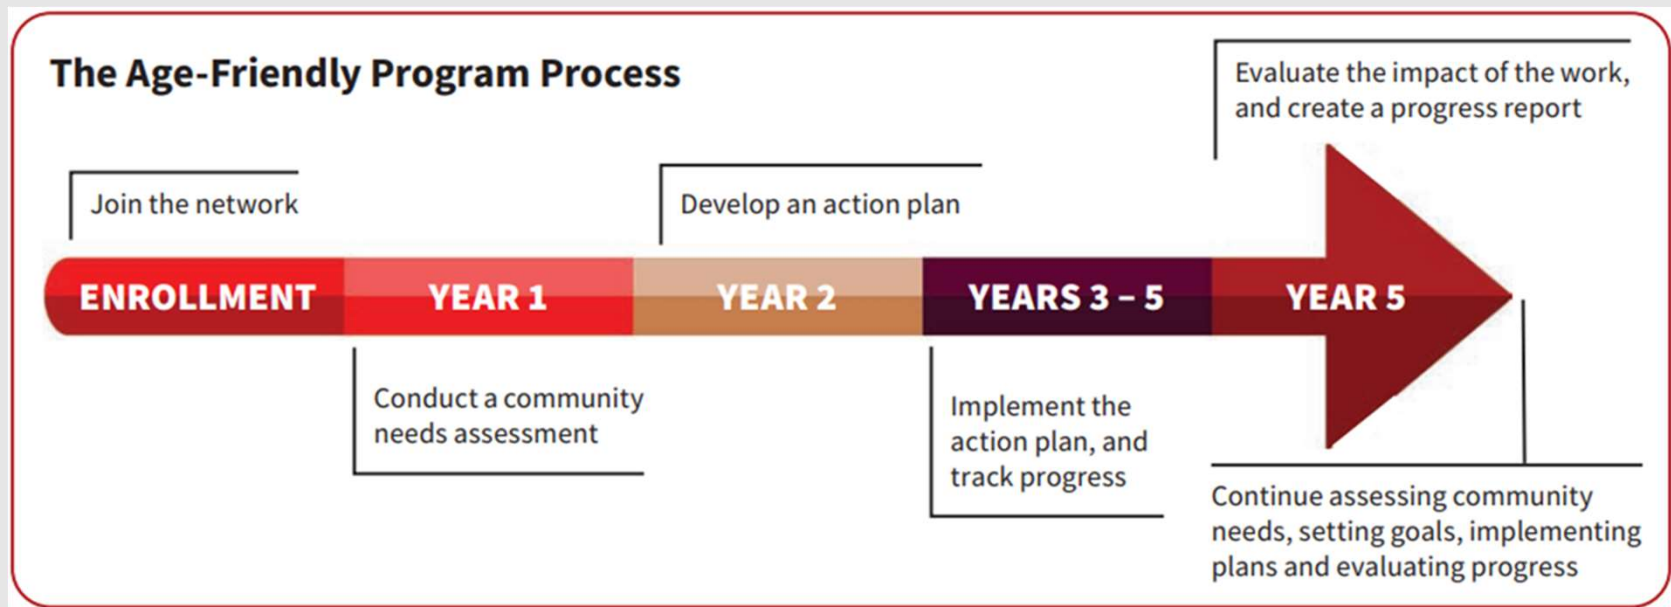 The Age-Friendly Program Process
Join the network
Develop an action plan
Evaluate the impact of the work,
and create a progress report
ENROLLMENT
YEAR 1
YEAR 2
YEARS 3 – 5
YEAR 5
Conduct a community
needs assessment
Implement the
action plan, and
track progress
Continue assessing community
needs, setting goals, implementing
plans and evaluating progress